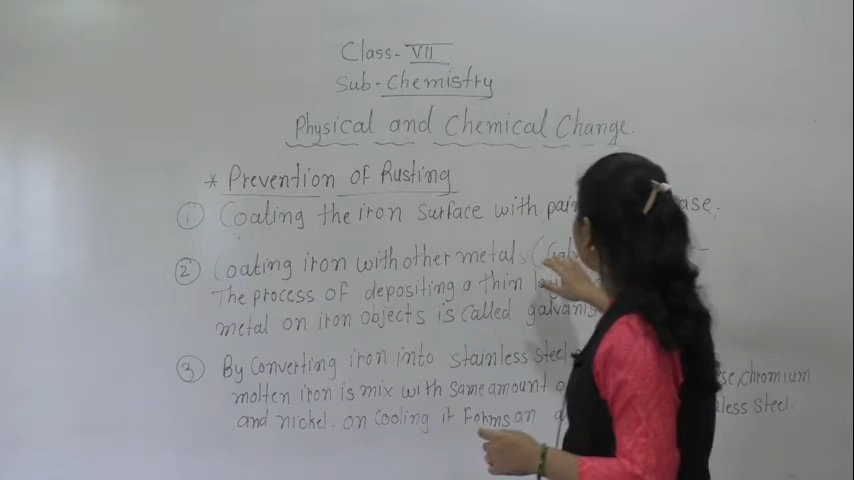 Class-VII
Sub-Chemistry
Physical and Chemical Change
* Prevention of Rusting
① Coating the iron surface with ase.
② Coating iron with other metals (
The process of depositing a thin
metal on iron objects is called galvanis
③ By Converting iron into stainless steel
molten iron is mix with same amount o se, chromium
and nickel. on Cooling it Forms an less steel.